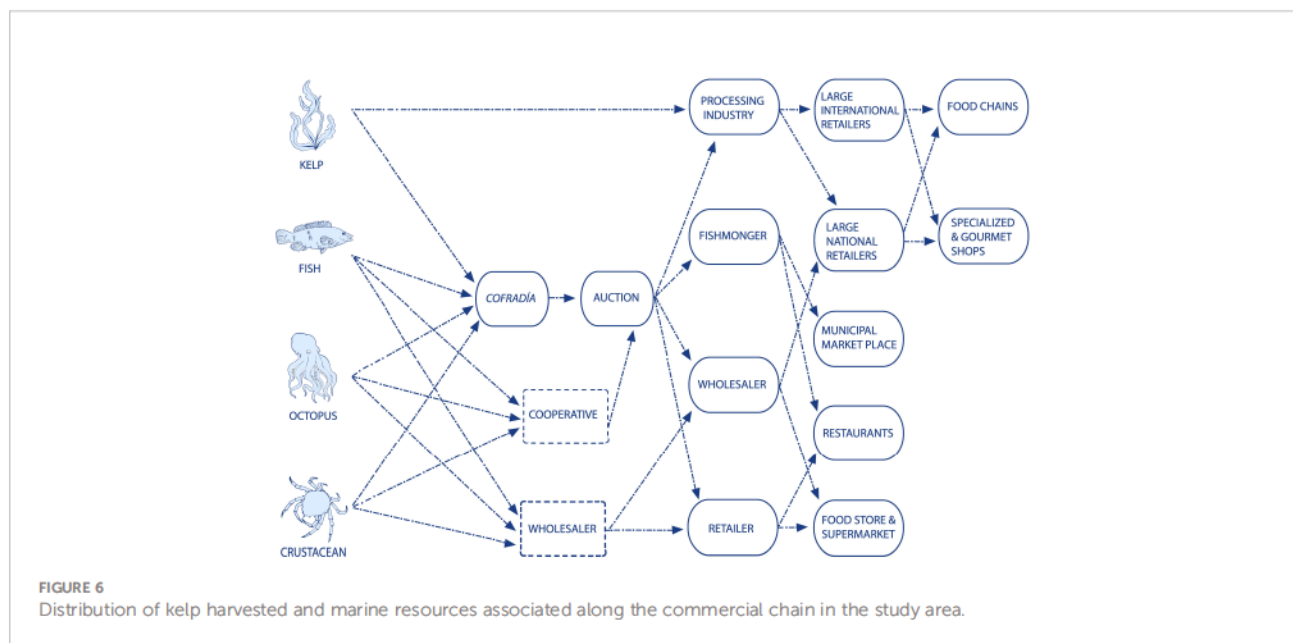 KELP
FISH
OCTOPUS
CRUSTACEAN
COFRADÍA
AUCTION
COOPERATIVE
WHOLESALER
PROCESSING
INDUSTRY
FISHMONGER
WHOLESALER
RETAILER
LARGE
INTERNATIONAL
RETAILERS
LARGE
NATIONAL
RETAILERS
MUNICIPAL
MARKET PLACE
RESTAURANTS
FOOD STORE &
SUPERMARKET
FOOD CHAINS
SPECIALIZED
& GOURMET
SHOPS
FIGURE 6
Distribution of kelp harvested and marine resources associated along the commercial chain in the study area.